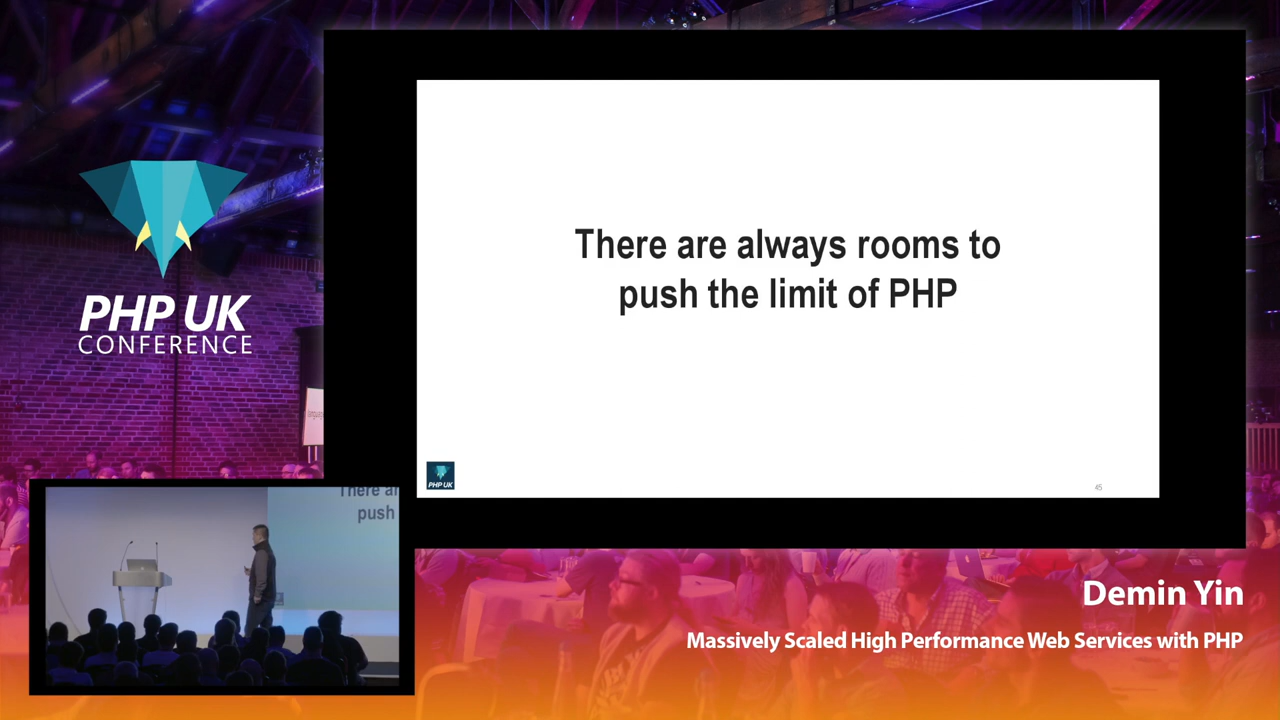 PHP UK
CONFERENCE
There are always rooms to
push the limit of PHP
PHP UK
45
There ar
push
Demin Yin
Massively Scaled High Performance Web Services with PHP